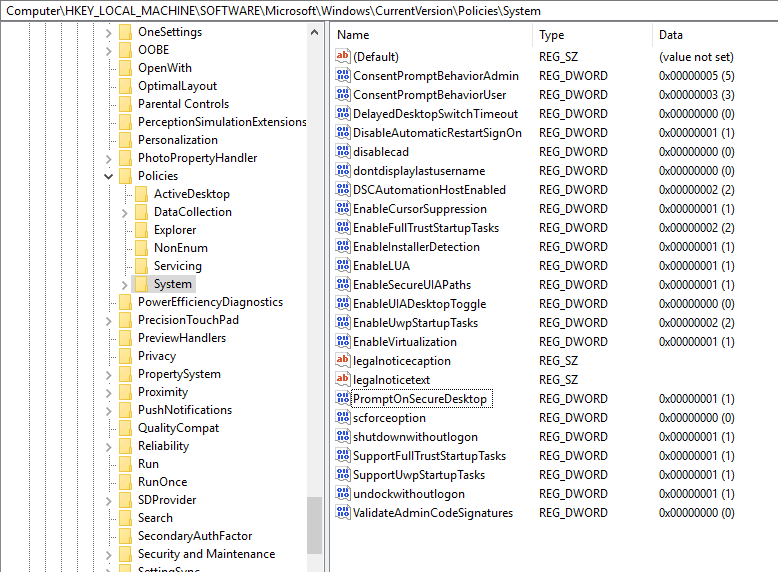 Computer\HKEY_LOCAL_MACHINE\SOFTWARE\Microsoft\Windows\CurrentVersion\Policies\System
OneSettings
OOBE
OpenWith
OptimalLayout
Parental Controls
PerceptionSimulationExtensions
Personalization
PhotoPropertyHandler
Policies
ActiveDesktop
DataCollection
Explorer
NonEnum
Servicing
System
PowerEfficiencyDiagnostics
PrecisionTouchPad
PreviewHandlers
Privacy
PropertySystem
Proximity
PushNotifications
QualityCompat
Reliability
Run
RunOnce
SDProvider
Search
SecondaryAuthFactor
Security and Maintenance
SettingSync
Name Type Data
(Default) REG_SZ (value not set)
ConsentPromptBehaviorAdmin REG_DWORD 0x00000005 (5)
ConsentPromptBehaviorUser REG_DWORD 0x00000003 (3)
DelayedDesktopSwitchTimeout REG_DWORD 0x00000000 (0)
DisableAutomaticRestartSignOn REG_DWORD 0x00000001 (1)
disablecad REG_DWORD 0x00000000 (0)
dontdisplaylastusername REG_DWORD 0x00000000 (0)
DSCAutomationHostEnabled REG_DWORD 0x00000002 (2)
EnableCursorSuppression REG_DWORD 0x00000001 (1)
EnableFullTrustStartupTasks REG_DWORD 0x00000002 (2)
EnableInstallerDetection REG_DWORD 0x00000001 (1)
EnableLUA REG_DWORD 0x00000001 (1)
EnableSecureUIAPaths REG_DWORD 0x00000001 (1)
EnableUIADesktopToggle REG_DWORD 0x00000000 (0)
EnableUwpStartupTasks REG_DWORD 0x00000002 (2)
EnableVirtualization REG_DWORD 0x00000001 (1)
legalnoticecaption REG_SZ
legalnoticetext REG_SZ
PromptOnSecureDesktop REG_DWORD 0x00000001 (1)
scforceoption REG_DWORD 0x00000000 (0)
shutdownwithoutlogon REG_DWORD 0x00000001 (1)
SupportFullTrustStartupTasks REG_DWORD 0x00000001 (1)
SupportUwpStartupTasks REG_DWORD 0x00000001 (1)
undockwithoutlogon REG_DWORD 0x00000001 (1)
ValidateAdminCodeSignatures REG_DWORD 0x00000000 (0)